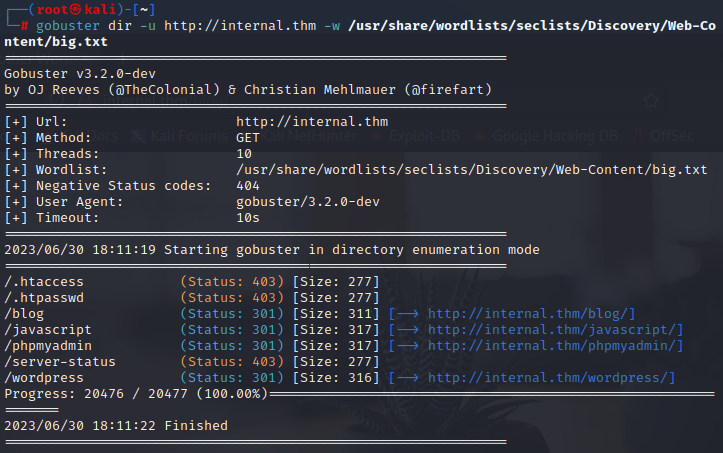 ┌──(root㉿kali)-[~]
└─# gobuster dir -u http://internal.thm -w /usr/share/wordlists/seclists/Discovery/Web-Co
ntent/big.txt
===============================================================
Gobuster v3.2.0-dev
by OJ Reeves (@TheColonial) & Christian Mehlmauer (@firefart)
===============================================================
[+] Url:                     http://internal.thm
[+] Method:                  GET
[+] Threads:                 10
[+] Wordlist:                /usr/share/wordlists/seclists/Discovery/Web-Content/big.txt
[+] Negative Status codes:   404
[+] User Agent:              gobuster/3.2.0-dev
[+] Timeout:                 10s
===============================================================
2023/06/30 18:11:19 Starting gobuster in directory enumeration mode
===============================================================
/.htaccess            (Status: 403) [Size: 277]
/.htpasswd            (Status: 403) [Size: 277]
/blog                 (Status: 301) [Size: 311] [--> http://internal.thm/blog/]
/javascript           (Status: 301) [Size: 317] [--> http://internal.thm/javascript/]
/phpmyadmin           (Status: 301) [Size: 317] [--> http://internal.thm/phpmyadmin/]
/server-status        (Status: 403) [Size: 277]
/wordpress            (Status: 301) [Size: 316] [--> http://internal.thm/wordpress/]
Progress: 20476 / 20477 (100.00%)========================================================
=======
2023/06/30 18:11:22 Finished
===============================================================